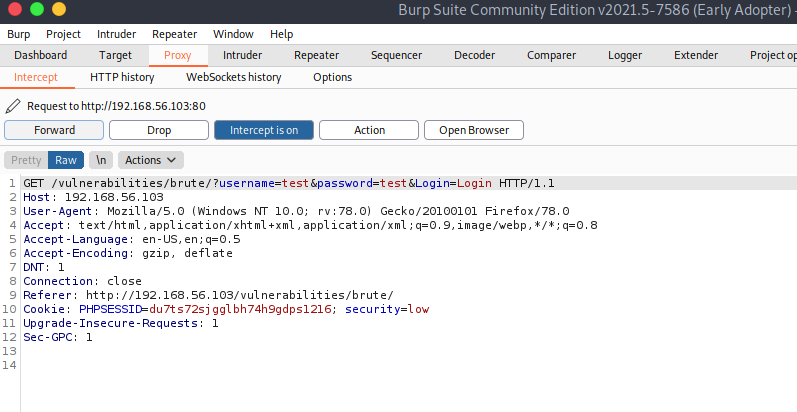 Burp Suite Community Edition v2021.5-7586 (Early Adopter) -
Burp Project Intruder Repeater Window Help
Dashboard Target Proxy Intruder Repeater Sequencer Decoder Comparer Logger Extender Project op
Intercept HTTP history WebSockets history Options
Request to http://192.168.56.103:80
Forward Drop Intercept is on Action Open Browser
Pretty Raw \n Actions
1 GET /vulnerabilities/brute/?username=test&password=test&Login=Login HTTP/1.1
2 Host: 192.168.56.103
3 User-Agent: Mozilla/5.0 (Windows NT 10.0; rv:78.0) Gecko/20100101 Firefox/78.0
4 Accept: text/html,application/xhtml+xml,application/xml;q=0.9,image/webp,*/*;q=0.8
5 Accept-Language: en-US,en;q=0.5
6 Accept-Encoding: gzip, deflate
7 DNT: 1
8 Connection: close
9 Referer: http://192.168.56.103/vulnerabilities/brute/
10 Cookie: PHPSESSID=du7ts72sjgglbh74h9gdps1216; security=low
11 Upgrade-Insecure-Requests: 1
12 Sec-GPC: 1
13
14